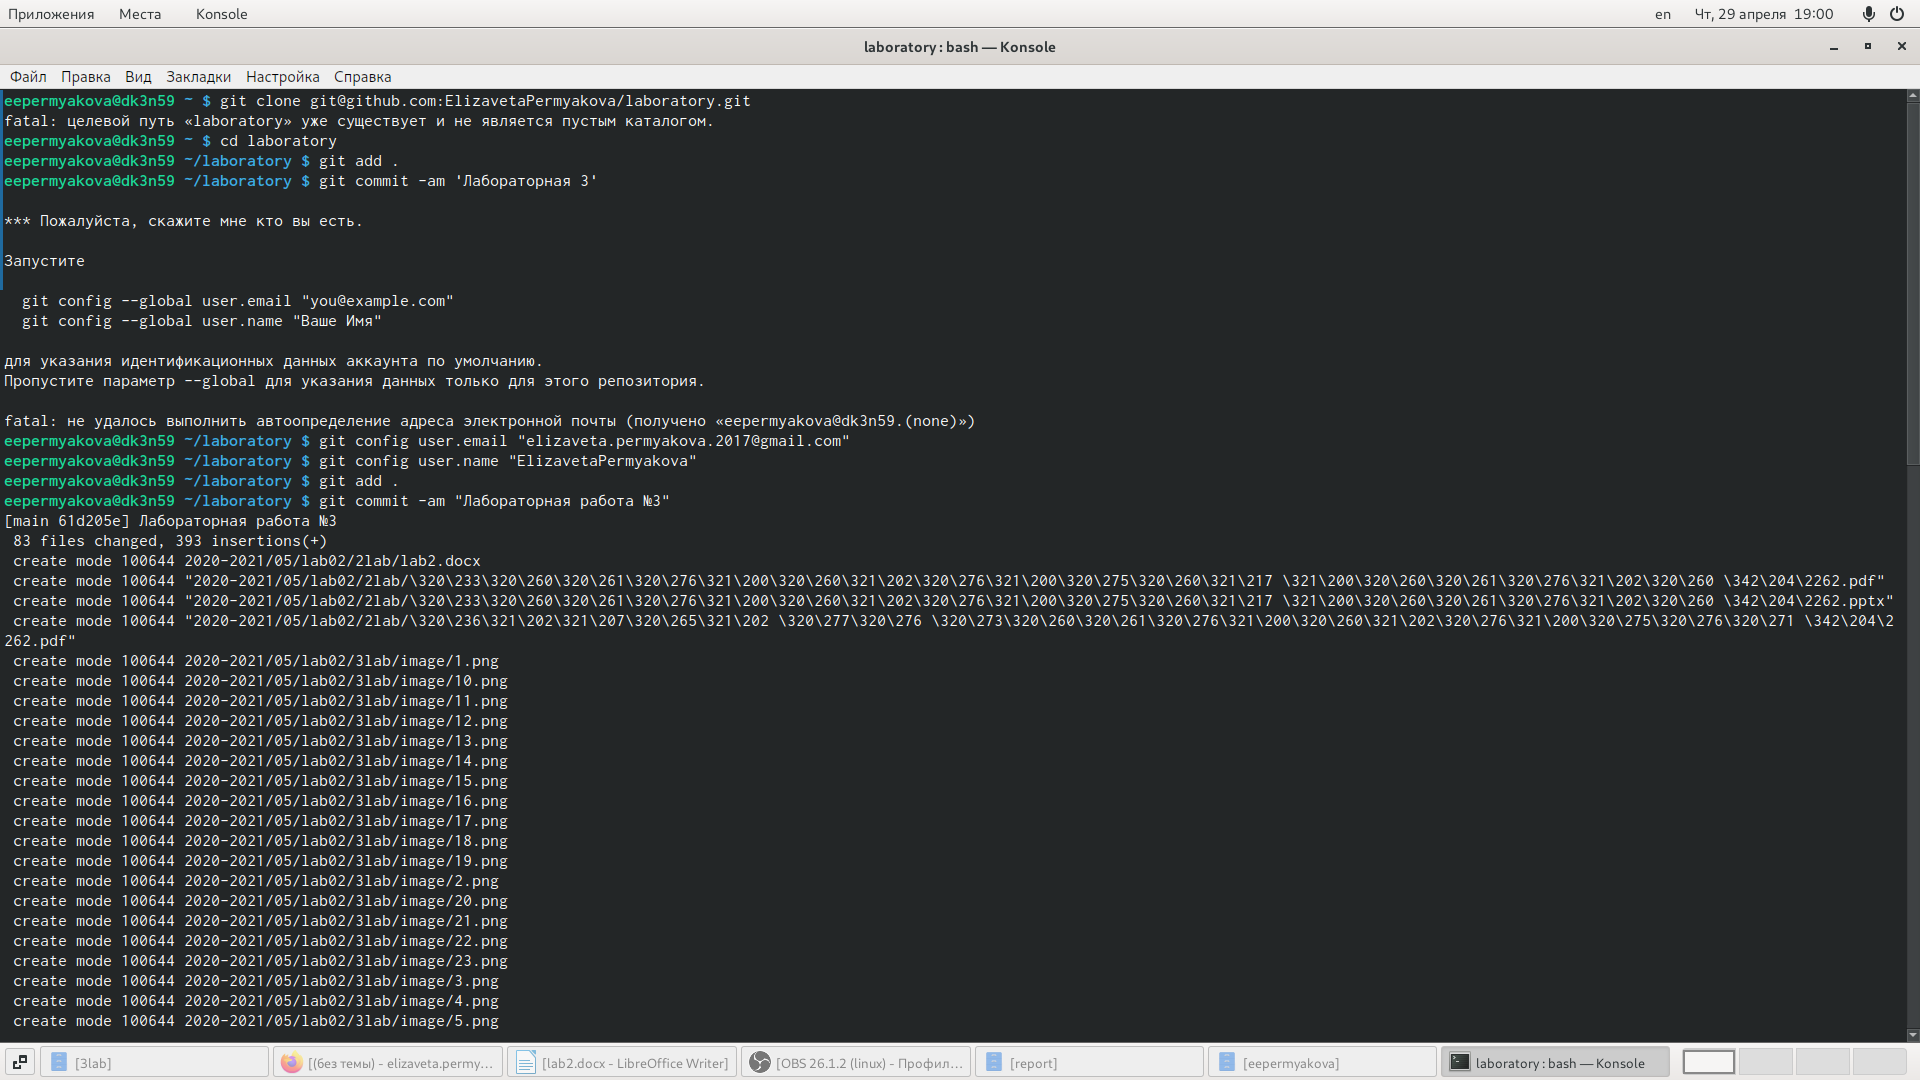 Приложения Места Konsole en Чт, 29 апреля 19:00
laboratory : bash — Konsole
Файл Правка Вид Закладки Настройка Справка
eepermyakova@dk3n59 ~ $ git clone git@github.com:ElizavetaPermyakova/laboratory.git
fatal: целевой путь «laboratory» уже существует и не является пустым каталогом.
eepermyakova@dk3n59 ~ $ cd laboratory
eepermyakova@dk3n59 ~/laboratory $ git add .
eepermyakova@dk3n59 ~/laboratory $ git commit -am 'Лабораторная 3'
*** Пожалуйста, скажите мне кто вы есть.
Запустите
git config --global user.email "you@example.com"
git config --global user.name "Ваше Имя"
для указания идентификационных данных аккаунта по умолчанию.
Пропустите параметр --global для указания данных только для этого репозитория.
fatal: не удалось выполнить автоопределение адреса электронной почты (получено «eepermyakova@dk3n59.(none)»)
eepermyakova@dk3n59 ~/laboratory $ git config user.email "elizaveta.permyakova.2017@gmail.com"
eepermyakova@dk3n59 ~/laboratory $ git config user.name "ElizavetaPermyakova"
eepermyakova@dk3n59 ~/laboratory $ git add .
eepermyakova@dk3n59 ~/laboratory $ git commit -am "Лабораторная работа №3"
[main 61d205e] Лабораторная работа №3
83 files changed, 393 insertions(+)
create mode 100644 2020-2021/05/lab02/2lab/lab2.docx
create mode 100644 "2020-2021/05/lab02/2lab/\320\233\320\260\320\261\320\276\321\200\320\260\321\202\320\276\321\200\320\275\320\260\321\217 \321\200\320\260\320\261\320\276\321\202\320\260 \342\204\2262.pdf"
create mode 100644 "2020-2021/05/lab02/2lab/\320\233\320\260\320\261\320\276\321\200\320\260\321\202\320\276\321\200\320\275\320\260\321\217 \321\200\320\260\320\261\320\276\321\202\320\260 \342\204\2262.pptx"
create mode 100644 "2020-2021/05/lab02/2lab/\320\236\321\202\321\207\320\265\321\202 \320\277\320\276 \320\273\320\260\320\261\320\276\321\200\320\260\321\202\320\276\321\200\320\275\320\276\320\271 \342\204\2
262.pdf"
create mode 100644 2020-2021/05/lab02/3lab/image/1.png
create mode 100644 2020-2021/05/lab02/3lab/image/10.png
create mode 100644 2020-2021/05/lab02/3lab/image/11.png
create mode 100644 2020-2021/05/lab02/3lab/image/12.png
create mode 100644 2020-2021/05/lab02/3lab/image/13.png
create mode 100644 2020-2021/05/lab02/3lab/image/14.png
create mode 100644 2020-2021/05/lab02/3lab/image/15.png
create mode 100644 2020-2021/05/lab02/3lab/image/16.png
create mode 100644 2020-2021/05/lab02/3lab/image/17.png
create mode 100644 2020-2021/05/lab02/3lab/image/18.png
create mode 100644 2020-2021/05/lab02/3lab/image/19.png
create mode 100644 2020-2021/05/lab02/3lab/image/2.png
create mode 100644 2020-2021/05/lab02/3lab/image/20.png
create mode 100644 2020-2021/05/lab02/3lab/image/21.png
create mode 100644 2020-2021/05/lab02/3lab/image/22.png
create mode 100644 2020-2021/05/lab02/3lab/image/23.png
create mode 100644 2020-2021/05/lab02/3lab/image/3.png
create mode 100644 2020-2021/05/lab02/3lab/image/4.png
create mode 100644 2020-2021/05/lab02/3lab/image/5.png
[3lab] [(без темы) - elizaveta.permy... [lab2.docx - LibreOffice Writer] [OBS 26.1.2 (linux) - Профил... [report] [eepermyakova] laboratory : bash — Konsole